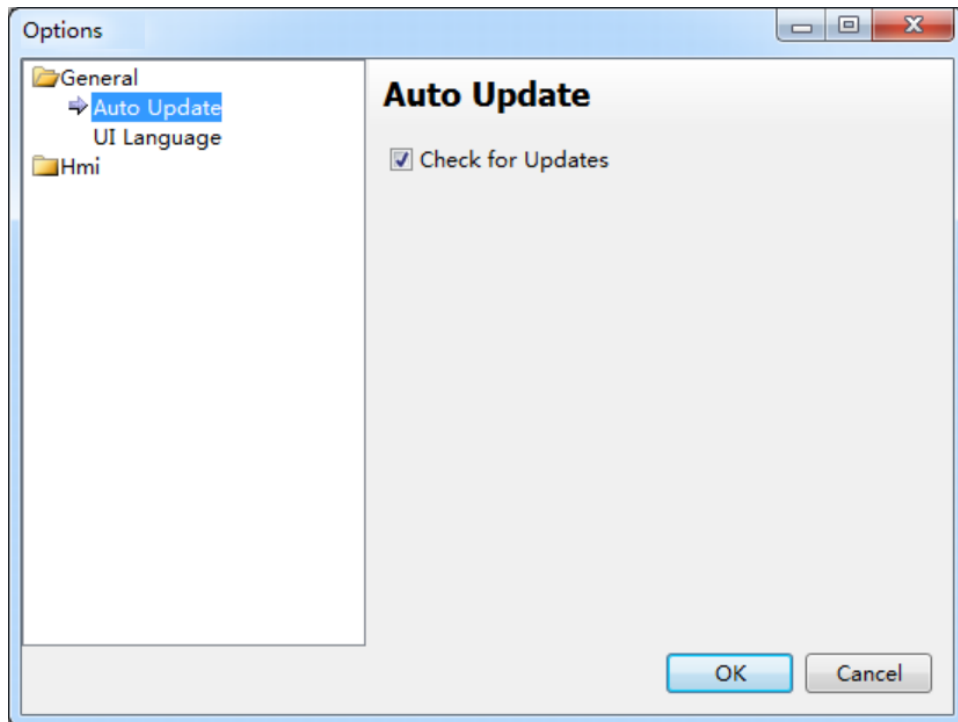 Options
General
Auto Update
UI Language
Hmi
Auto Update
Check for Updates
OK
Cancel